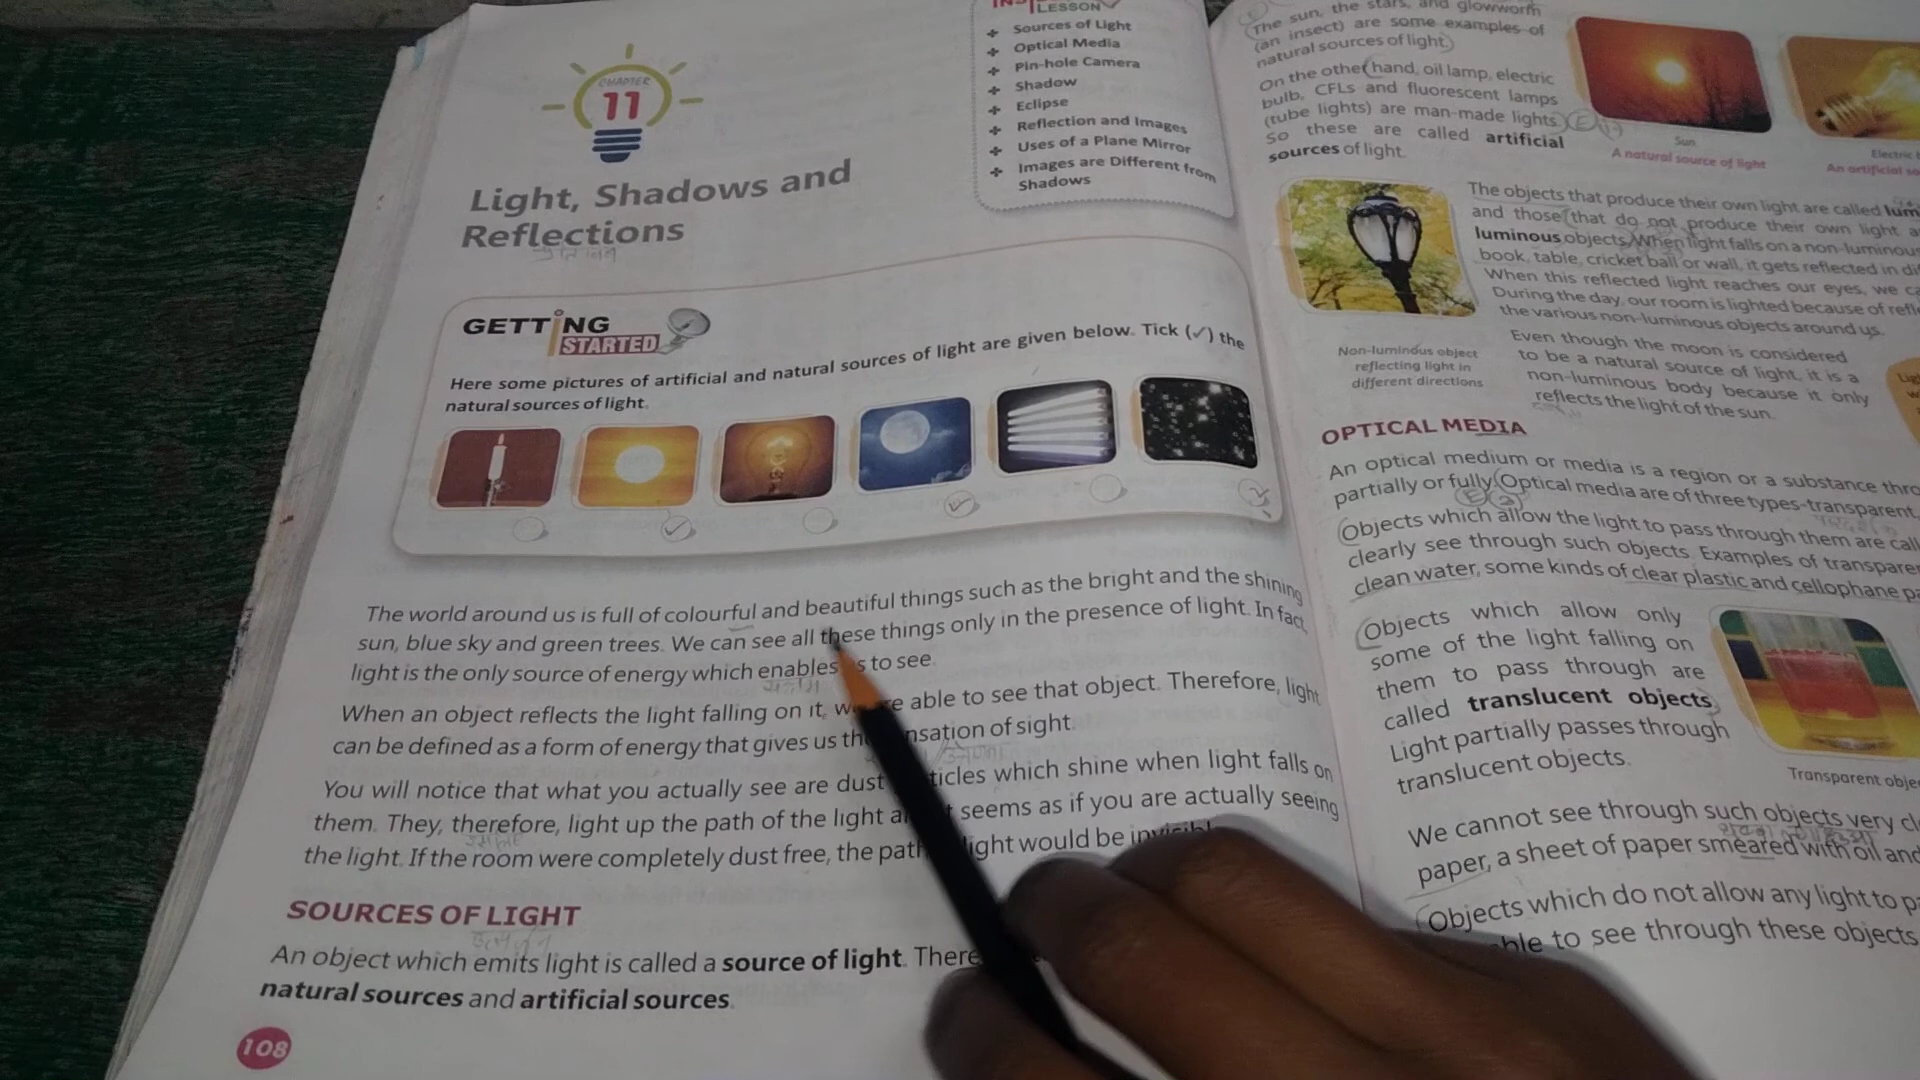 CHAPTER
11
Light, Shadows and
Reflections
LESSON
Sources of Light
Optical Media
Pin-hole Camera
Shadow
Eclipse
Reflection and Images
Uses of a Plane Mirror
Images are Different from
Shadows
GETTING
STARTED
Here some pictures of artificial and natural sources of light are given below. Tick (✓) the
natural sources of light.
The world around us is full of colourful and beautiful things such as the bright and the shining
sun, blue sky and green trees. We can see all these things only in the presence of light. In fact,
light is the only source of energy which enables to see.
When an object reflects the light falling on it, able to see that object. Therefore, light
can be defined as a form of energy that gives us of sight.
You will notice that what you actually see are dust which shine when light falls on
them. They, therefore, light up the path of the light seems as if you are actually seeing
the light. If the room were completely dust free, the path light would be
SOURCES OF LIGHT
An object which emits light is called a source of light. There
natural sources and artificial sources.
108
The sun, the stars, and glowworm
(an insect) are some examples of
natural sources of light.
On the other hand, oil lamp, electric
bulb, CFLs and fluorescent lamps
(tube lights) are man-made lights.
So these are called artificial
sources of light.
Sun
A natural source of light
Electric
An artificial
The objects that produce their own light are called
and those that do not produce their own light
luminous objects. When light falls on a non-luminous
book, table, cricket ball or wall, it gets reflected in
When this reflected light reaches our eyes, we
During the day, our room is lighted because of
the various non-luminous objects around us.
Non-luminous object
reflecting light in
different directions
Even though the moon is considered
to be a natural source of light, it is a
non-luminous body because it only
reflects the light of the sun.
OPTICAL MEDIA
An optical medium or media is a region or a substance
partially or fully. Optical media are of three types-transparent,
Objects which allow the light to pass through them are
clearly see through such objects. Examples of
clean water, some kinds of clear plastic and cellophane
Objects which allow only
some of the light falling on
them to pass through are
called translucent objects.
Light partially passes through
translucent objects.
Transparent
We cannot see through such objects very
paper, a sheet of paper smeared with oil and
Objects which do not allow any light to
to see through these objects.